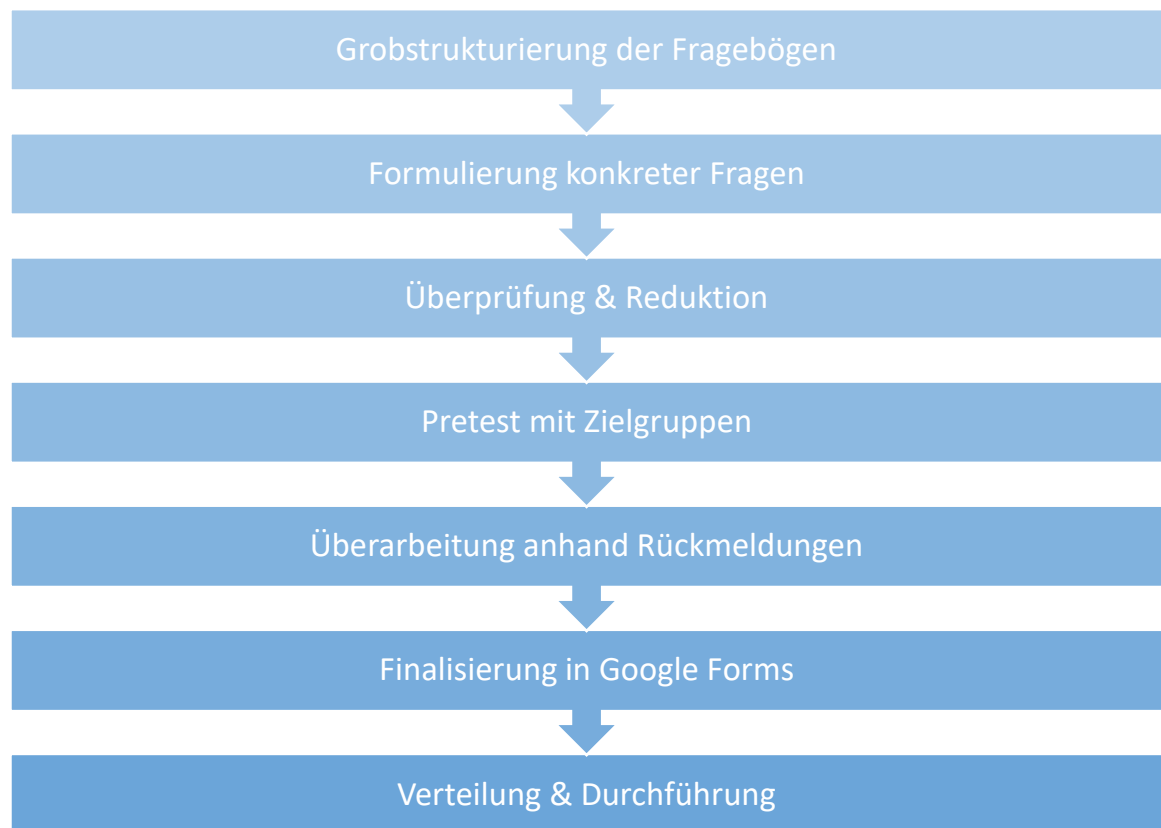 Grobstrukturierung der Fragebögen
Formulierung konkreter Fragen
Überprüfung & Reduktion
Pretest mit Zielgruppen
Überarbeitung anhand Rückmeldungen
Finalisierung in Google Forms
Verteilung & Durchführung